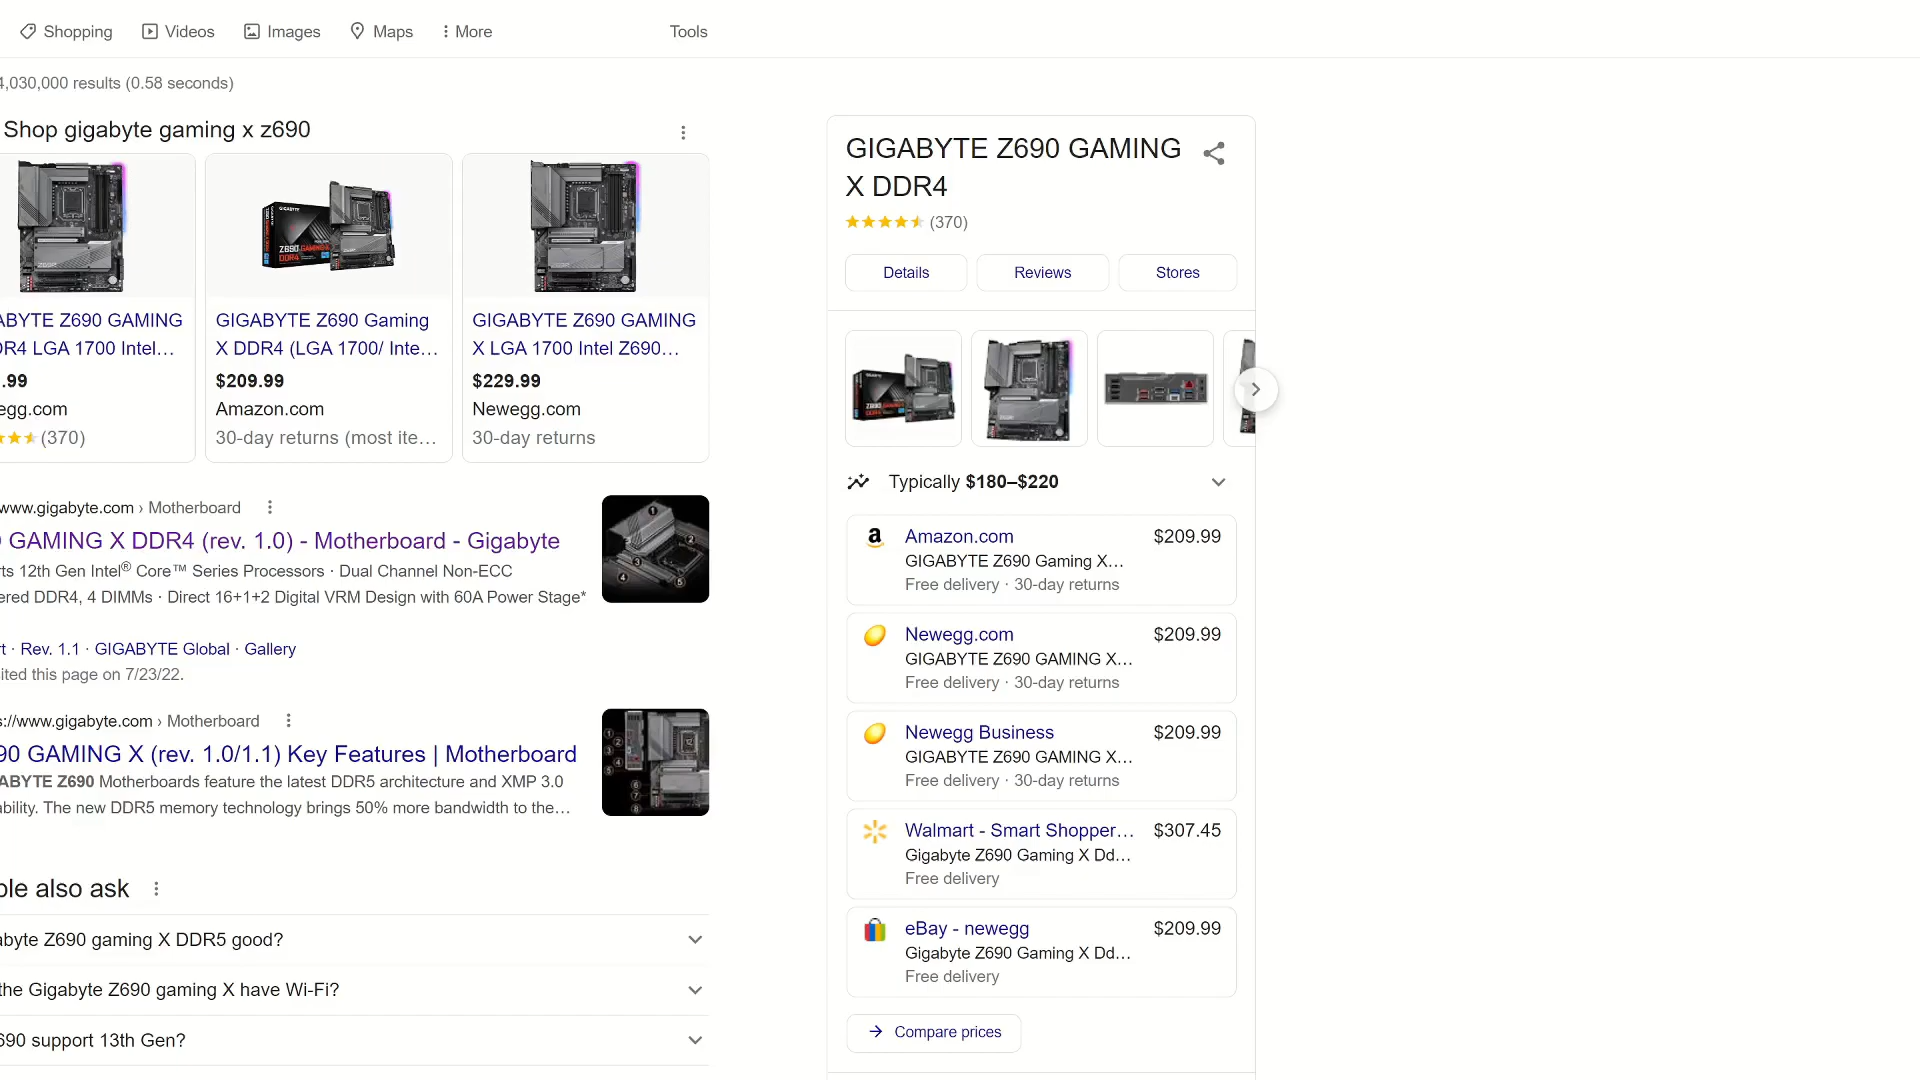 Shopping
Videos
Images
Maps
More
Tools
4,030,000 results (0.58 seconds)
Shop gigabyte gaming x z690
ABYTE Z690 GAMING
DR4 LGA 1700 Intel...
.99
egg.com
(370)
GIGABYTE Z690 Gaming
X DDR4 (LGA 1700/ Inte...
$209.99
Amazon.com
30-day returns (most ite...
GIGABYTE Z690 GAMING
X LGA 1700 Intel Z690...
$229.99
Newegg.com
30-day returns
www.gigabyte.com › Motherboard
GAMING X DDR4 (rev. 1.0) - Motherboard - Gigabyte
rts 12th Gen Intel® Core™ Series Processors · Dual Channel Non-ECC
ered DDR4, 4 DIMMs · Direct 16+1+2 Digital VRM Design with 60A Power Stage*
rt · Rev. 1.1 · GIGABYTE Global · Gallery
ited this page on 7/23/22.
s://www.gigabyte.com › Motherboard
90 GAMING X (rev. 1.0/1.1) Key Features | Motherboard
ABYTE Z690 Motherboards feature the latest DDR5 architecture and XMP 3.0
ability. The new DDR5 memory technology brings 50% more bandwidth to the...
ple also ask
abyte Z690 gaming X DDR5 good?
the Gigabyte Z690 gaming X have Wi-Fi?
690 support 13th Gen?
GIGABYTE Z690 GAMING
X DDR4
(370)
Details
Reviews
Stores
Typically $180–$220
Amazon.com $209.99
GIGABYTE Z690 Gaming X...
Free delivery · 30-day returns
Newegg.com $209.99
GIGABYTE Z690 GAMING X...
Free delivery · 30-day returns
Newegg Business $209.99
GIGABYTE Z690 GAMING X...
Free delivery · 30-day returns
Walmart - Smart Shopper... $307.45
Gigabyte Z690 Gaming X Dd...
Free delivery
eBay - newegg $209.99
Gigabyte Z690 Gaming X Dd...
Free delivery
Compare prices